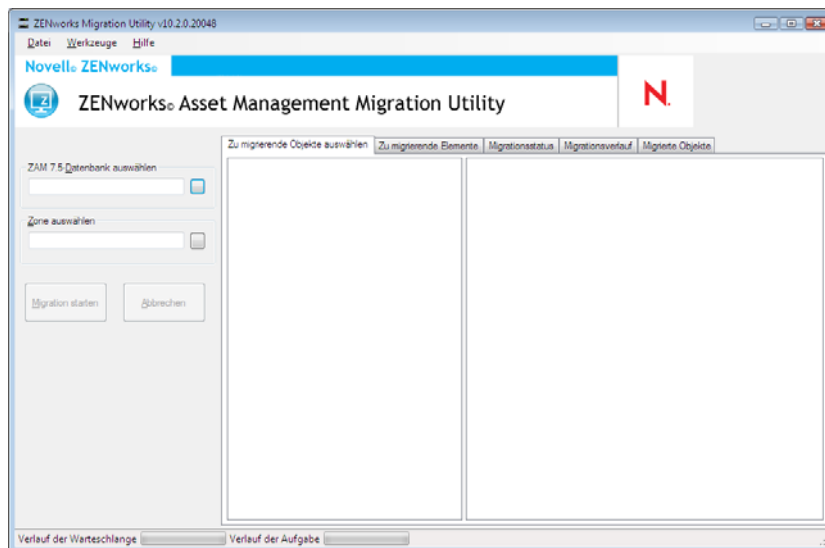 ZENworks Migration Utility v10.2.0.20048
Datei Werkzeuge Hilfe
Novell® ZENworks®
ZENworks® Asset Management Migration Utility
N.
Zu migrierende Objekte auswählen Zu migrierende Elemente Migrationsstatus Migrationsverlauf Migrierte Objekte
ZAM 7.5-Datenbank auswählen
Zone auswählen
Migration starten Abbrechen
Verlauf der Warteschlange Verlauf der Aufgabe